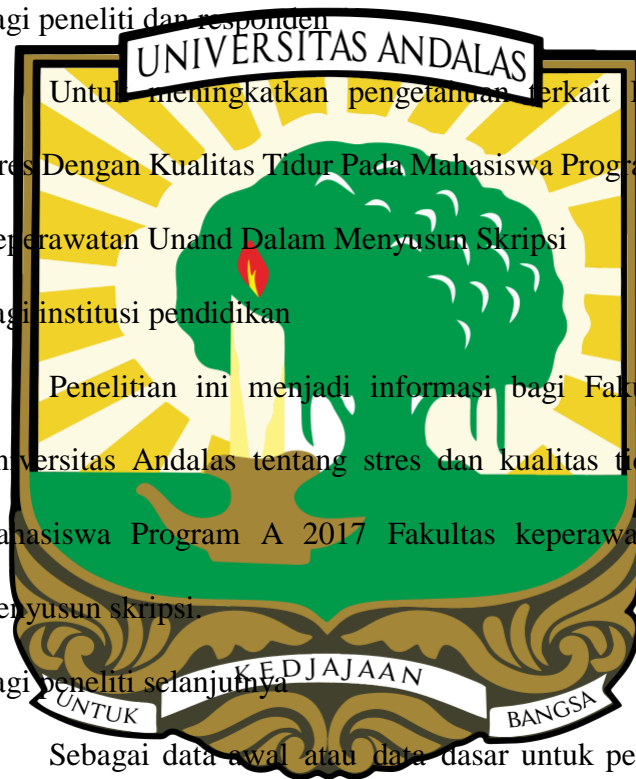 agi peneliti dan responden
UNIVERSITAS ANDALAS
Untuk meningkatkan pengetahuan terkait
res Dengan Kualitas Tidur Pada Mahasiswa Progra
eperawatan Unand Dalam Menyusun Skripsi
agi institusi pendidikan
Penelitian ini menjadi informasi bagi Faku
niversitas Andalas tentang stres dan kualitas tid
ahasiswa Program A 2017 Fakultas keperawa
enyusun skripsi.
KEDJAJAAN
agi peneliti selanjutnya
UNTUK
BANGSA
Sebagai data awal atau data dasar untuk pe